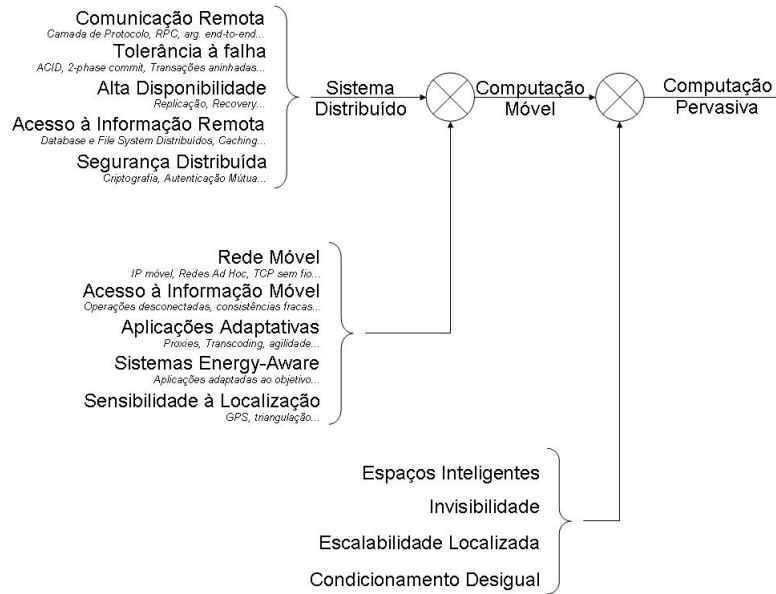 Comunicação Remota
Camada de Protocolo, RPC, arg. end-to-end...
Tolerância à falha
ACID, 2-phase commit, Transações aninhadas...
Alta Disponibilidade
Replicação, Recovery...
Acesso à Informação Remota
Database e File System Distribuídos, Caching...
Segurança Distribuída
Criptografia, Autenticação Mútua...
Sistema
Distribuído
Computação
Móvel
Computação
Pervasiva
Rede Móvel
IP móvel, Redes Ad Hoc, TCP sem fio...
Acesso à Informação Móvel
Operações desconectadas, consistências fracas...
Aplicações Adaptativas
Proxies, Transcoding, agilidade...
Sistemas Energy-Aware
Aplicações adaptadas ao objetivo...
Sensibilidade à Localização
GPS, triangulação...
Espaços Inteligentes
Invisibilidade
Escalabilidade Localizada
Condicionamento Desigual